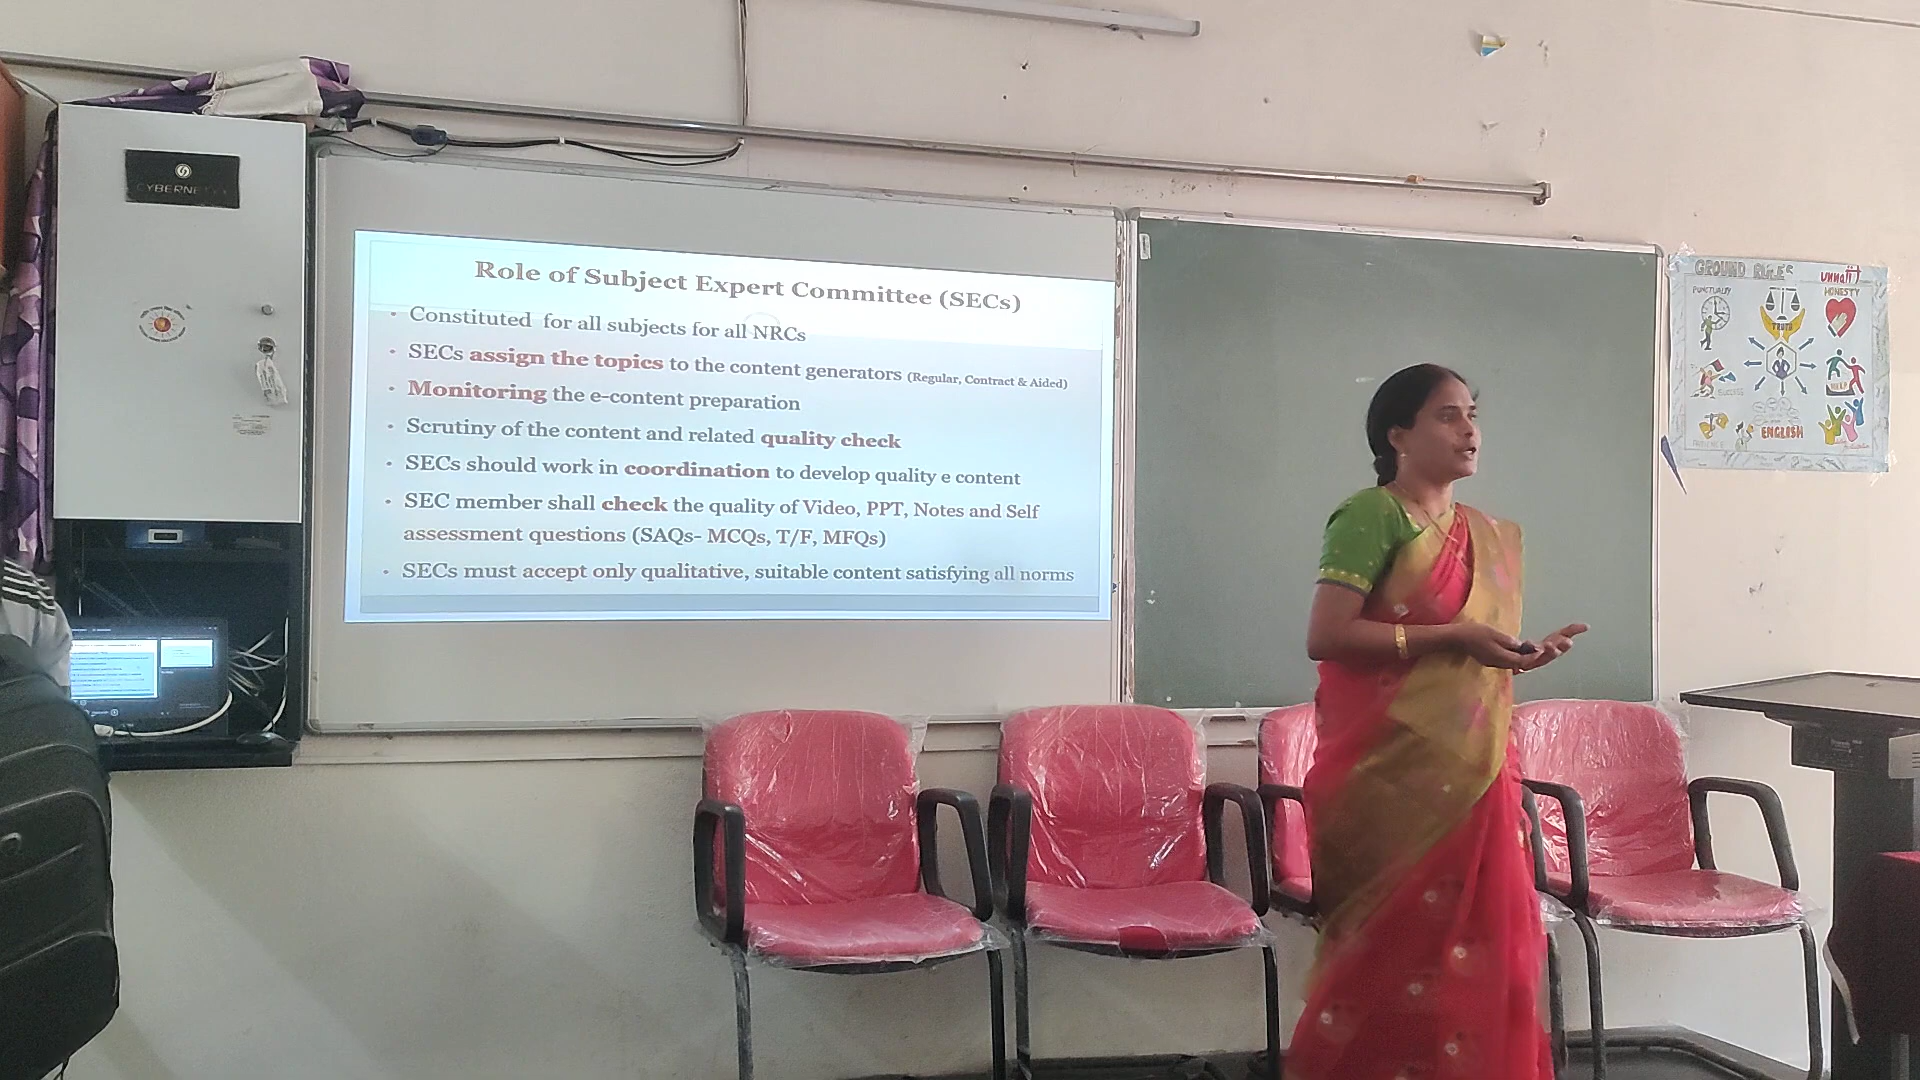 CYBERNE
Role of Subject Expert Committee (SECs)
• Constituted for all subjects for all NRCs
• SECs assign the topics to the content generators (Regular, Contract & Aided)
• Monitoring the e-content preparation
• Scrutiny of the content and related quality check
• SECs should work in coordination to develop quality e content
• SEC member shall check the quality of Video, PPT, Notes and Self
assessment questions (SAQs- MCQs, T/F, MFQs)
• SECs must accept only qualitative, suitable content satisfying all norms
GROUND RULES
unnati
PUNCTUALITY
HONESTY
TRUTH
HELP
ENGLISH